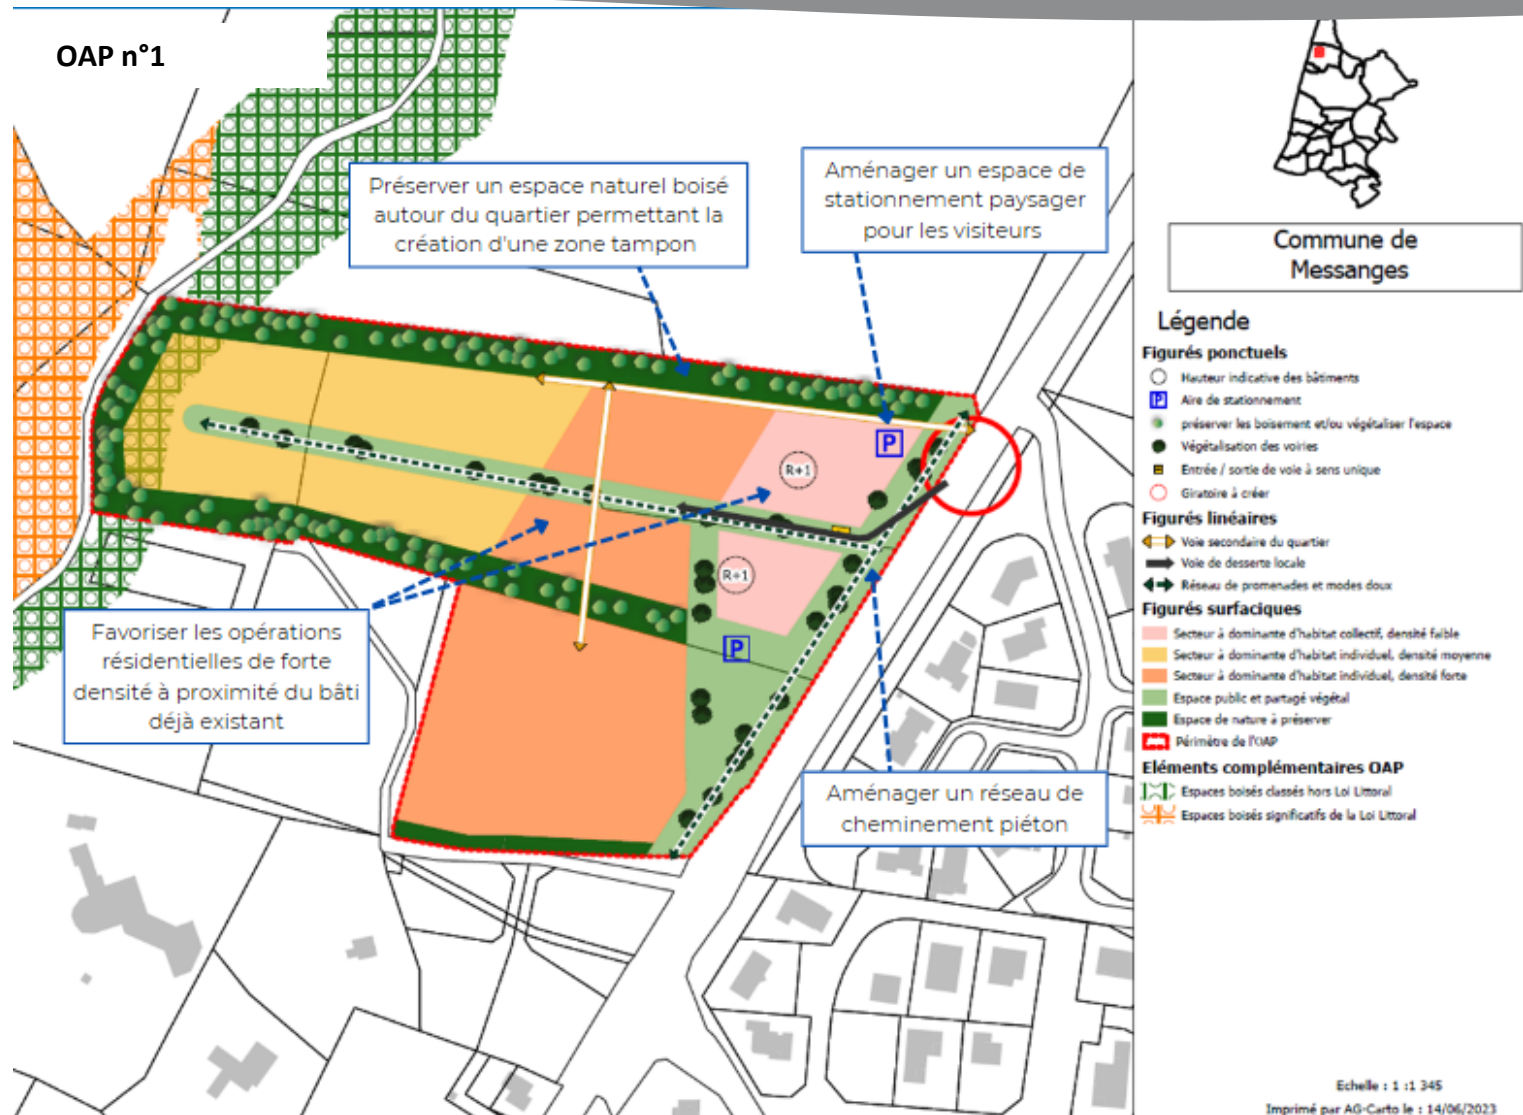 OAP n°1
Préserver un espace naturel boisé
autour du quartier permettant la
création d'une zone tampon
Aménager un espace de
stationnement paysager
pour les visiteurs
P
R+1
R+1
P
Favoriser les opérations
résidentielles de forte
densité à proximité du bâti
déjà existant
Aménager un réseau de
cheminement piéton
Commune de
Messanges
Légende
Figurés ponctuels
Hauteur indicative des bâtiments
P Aire de stationnement
préserver les boisement et/ou végétaliser l'espace
Végétalisation des voiries
Entrée / sortie de voie à sens unique
Giratoire à créer
Figurés linéaires
Voie secondaire du quartier
Voie de desserte locale
Réseau de promenades et modes doux
Figurés surfaciques
Secteur à dominante d'habitat collectif, densité faible
Secteur à dominante d'habitat individuel, densité moyenne
Secteur à dominante d'habitat individuel, densité forte
Espace public et partagé végétal
Espace de nature à préserver
Périmètre de l'OAP
Eléments complémentaires OAP
Espaces boisés classés hors Loi Littoral
Espaces boisés significatifs de la Loi Littoral
Echelle : 1 :1 345
Imprimé par AG-Carto le : 14/06/2023